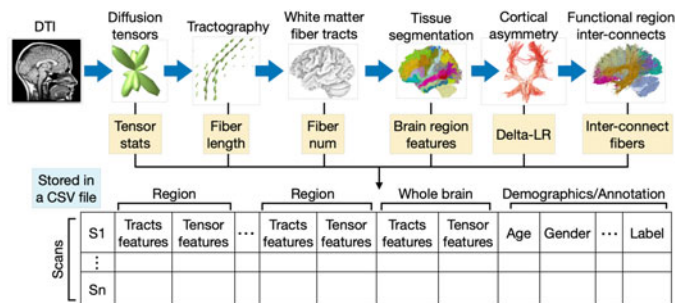 DTI
Diffusion
tensors
Tractography
White matter
fiber tracts
Tissue
segmentation
Cortical
asymmetry
Functional region
inter-connects
Tensor
stats
Fiber
length
Fiber
num
Brain region
features
Delta-LR
Inter-connect
fibers
Stored in
a CSV file
Region
Region
Whole brain
Demographics/Annotation
Scans
S1
Tracts
features
Tensor
features
...
Tracts
features
Tensor
features
Tracts
features
Tensor
features
Age
Gender
...
Label
⋮
Sn